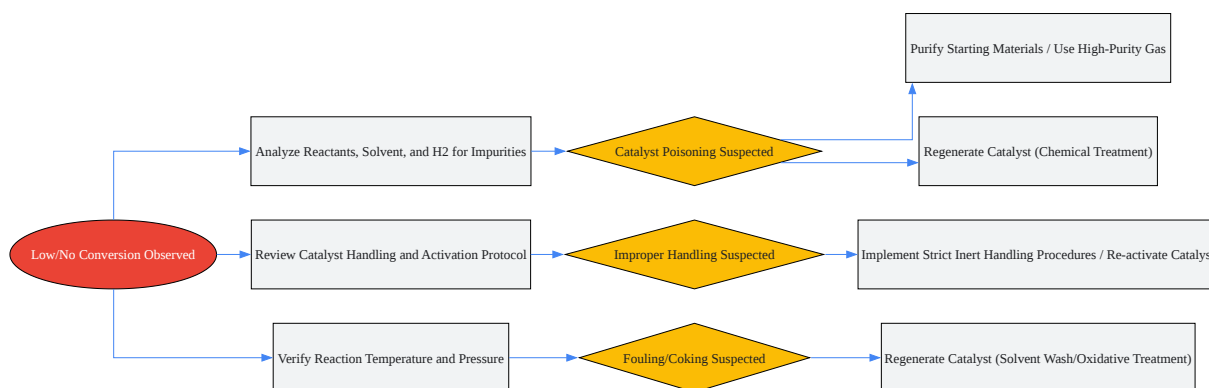 Purify Starting Materials / Use High-Purity Gas
Analyze Reactants, Solvent, and H2 for Impurities
Catalyst Poisoning Suspected
Regenerate Catalyst (Chemical Treatment)
Low/No Conversion Observed
Review Catalyst Handling and Activation Protocol
Improper Handling Suspected
Implement Strict Inert Handling Procedures / Re-activate Catalys
Verify Reaction Temperature and Pressure
Fouling/Coking Suspected
Regenerate Catalyst (Solvent Wash/Oxidative Treatment)